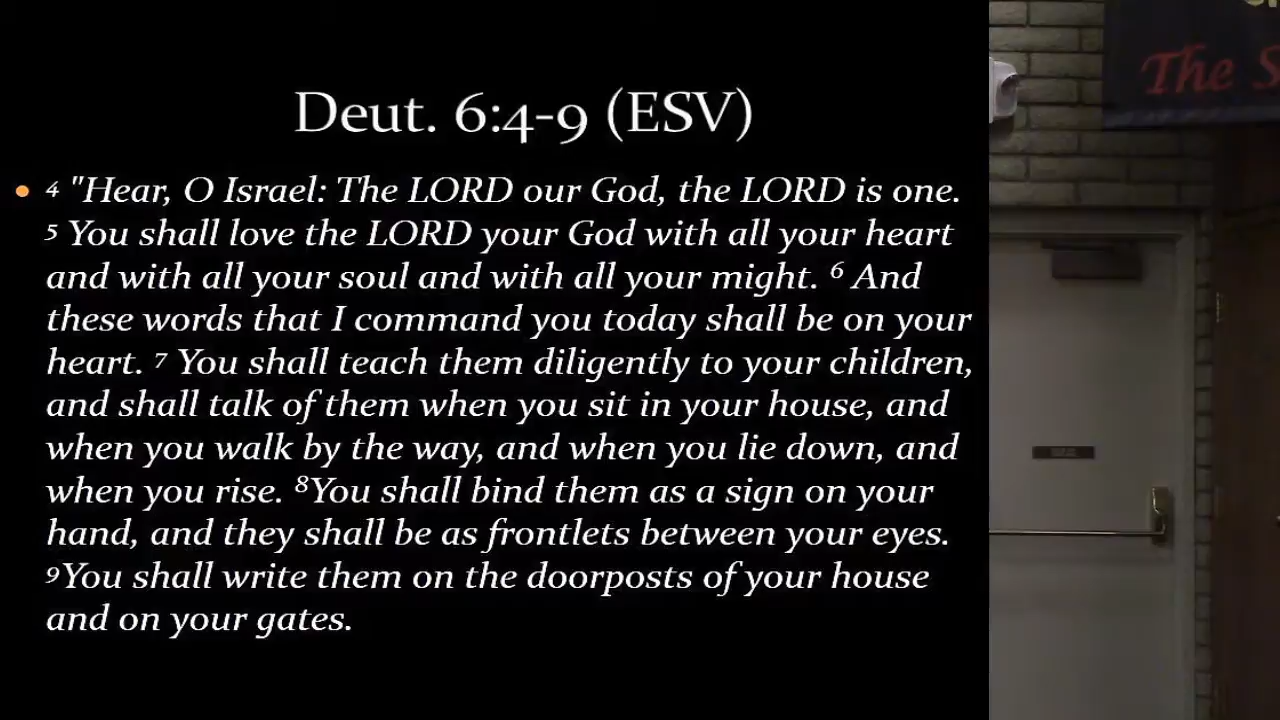 Deut. 6:4-9 (ESV)
• 4 "Hear, O Israel: The LORD our God, the LORD is one.
5 You shall love the LORD your God with all your heart
and with all your soul and with all your might. 6 And
these words that I command you today shall be on your
heart. 7 You shall teach them diligently to your children,
and shall talk of them when you sit in your house, and
when you walk by the way, and when you lie down, and
when you rise. 8You shall bind them as a sign on your
hand, and they shall be as frontlets between your eyes.
9You shall write them on the doorposts of your house
and on your gates.
The